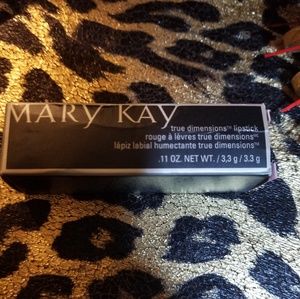 MARY KAY
true dimensions™ lipstick
rouge à lèvres true dimensions™
lápiz labial humectante true dimensions™
.11 OZ. NET WT. / 3,3 g / 3.3 g